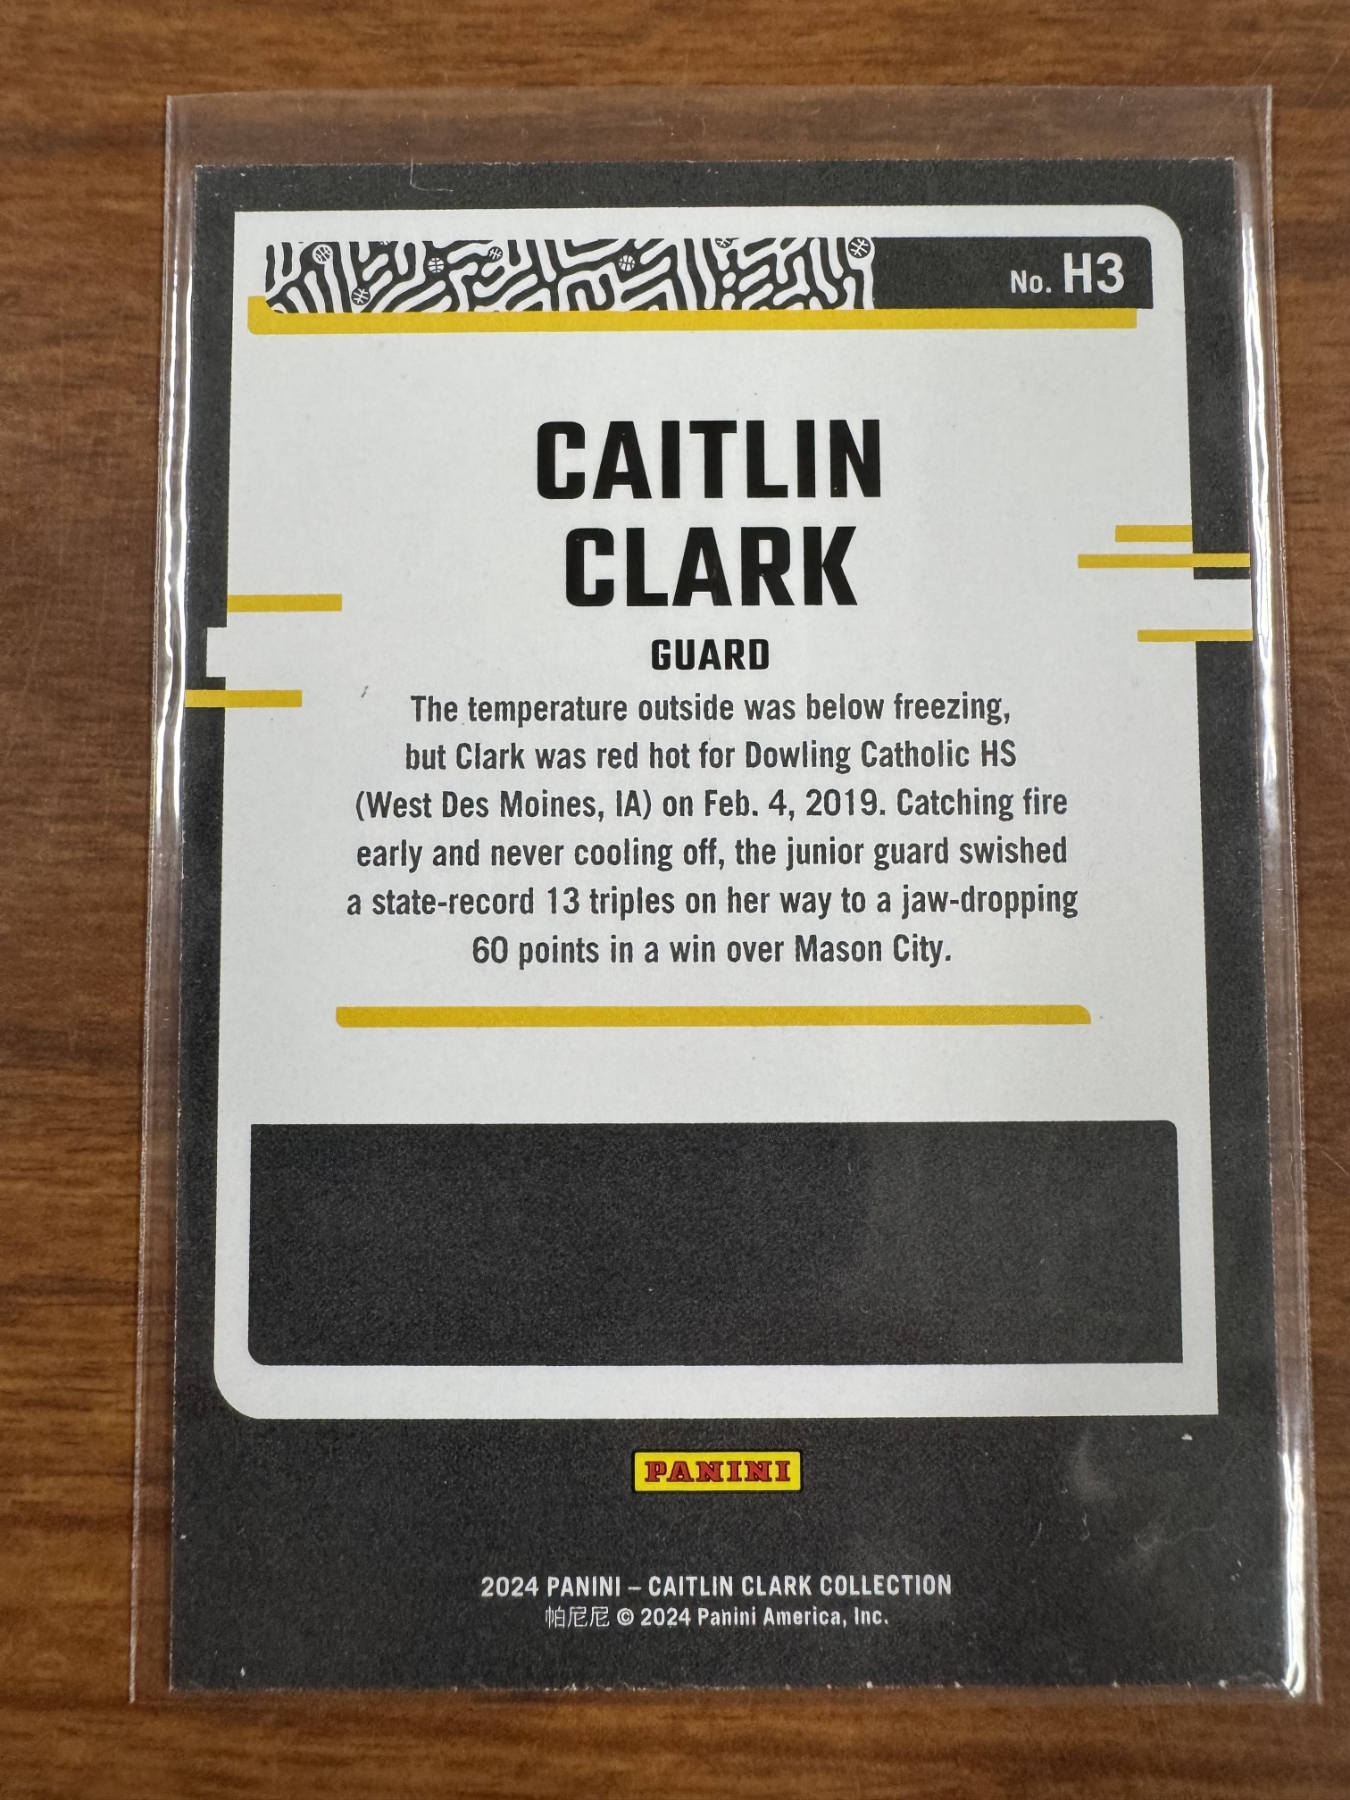 No. H3
CAITLIN
CLARK
GUARD
The temperature outside was below freezing,
but Clark was red hot for Dowling Catholic HS
(West Des Moines, IA) on Feb. 4, 2019. Catching fire
early and never cooling off, the junior guard swished
a state-record 13 triples on her way to a jaw-dropping
60 points in a win over Mason City.
PANINI
2024 PANINI – CAITLIN CLARK COLLECTION
帕尼尼 © 2024 Panini America, Inc.